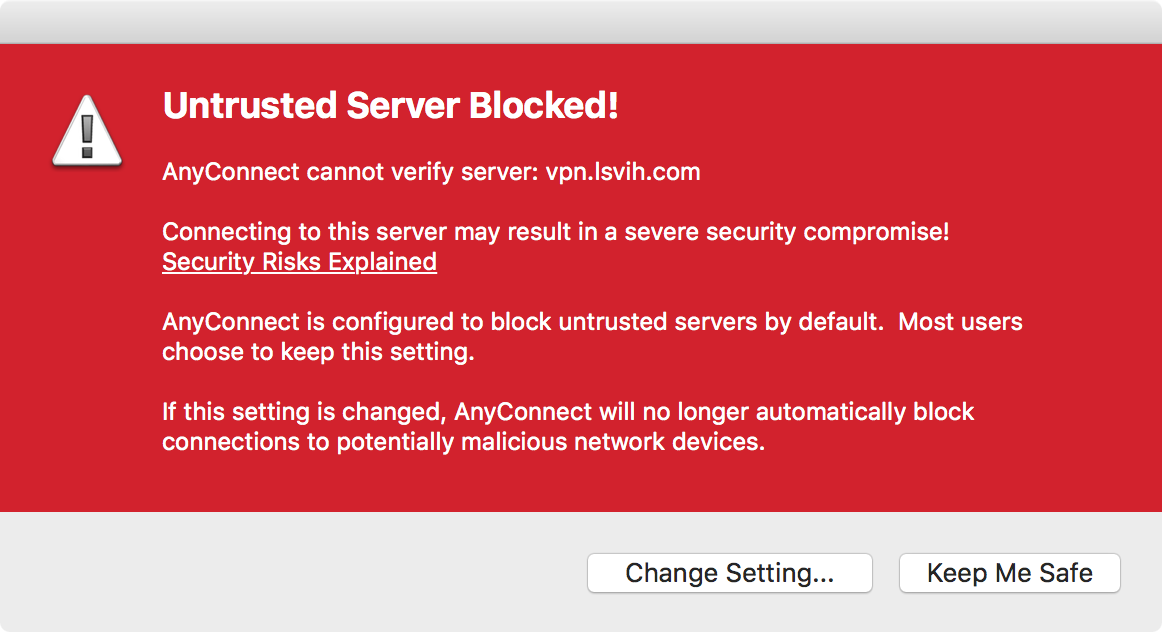 Untrusted Server Blocked!
AnyConnect cannot verify server: vpn.lsvih.com
Connecting to this server may result in a severe security compromise!
Security Risks Explained
AnyConnect is configured to block untrusted servers by default.  Most users
choose to keep this setting.
If this setting is changed, AnyConnect will no longer automatically block
connections to potentially malicious network devices.
Change Setting...
Keep Me Safe